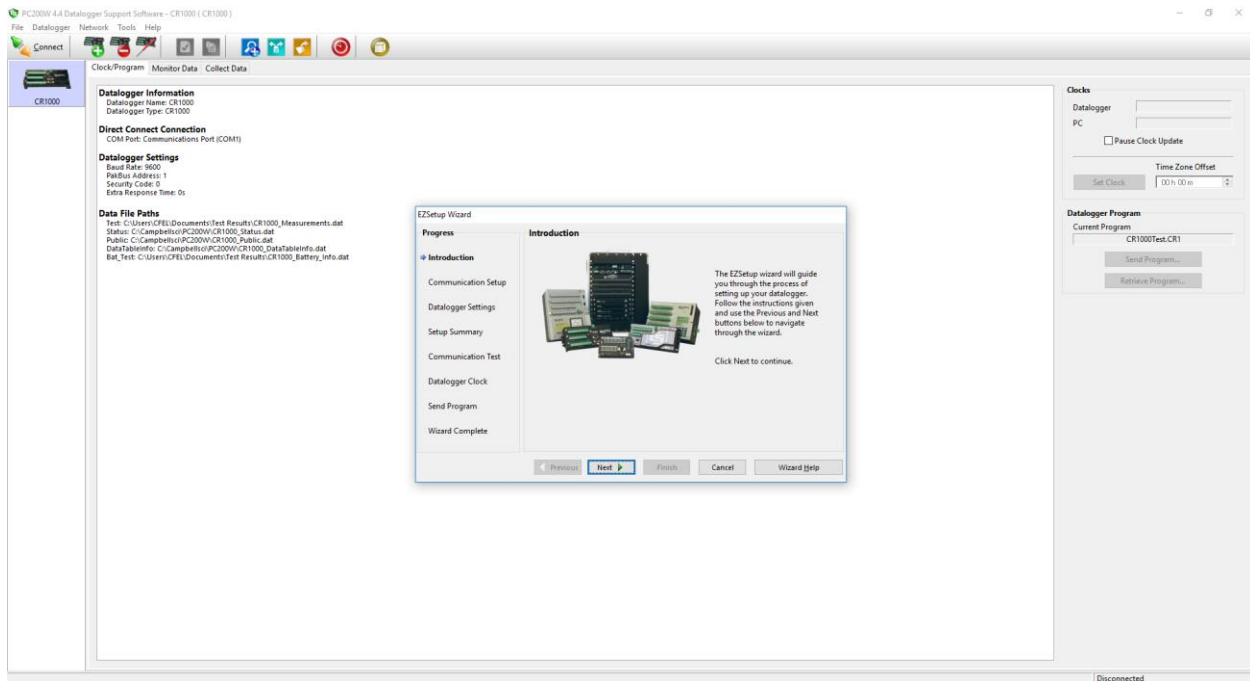 PC200W 4.4 Datalogger Support Software - CR1000 ( CR1000 )
File Datalogger Network Tools Help
Connect
CR1000
Clock/Program Monitor Data Collect Data
Datalogger Information
Datalogger Name: CR1000
Datalogger Type: CR1000
Direct Connect Connection
COM Port: Communications Port (COM1)
Datalogger Settings
Baud Rate: 9600
PakBus Address: 1
Security Code: 0
Extra Response Time: 0s
Data File Paths
Test: C:\Users\CFEL\Documents\Test Results\CR1000_Measurements.dat
Status: C:\Campbellsci\PC200W\CR1000_Status.dat
Public: C:\Campbellsci\PC200W\CR1000_Public.dat
DataTableInfo: C:\Campbellsci\PC200W\CR1000_DataTableInfo.dat
Bat_Test: C:\Users\CFEL\Documents\Test Results\CR1000_Battery_Info.dat
EZSetup Wizard
Progress
Introduction
Communication Setup
Datalogger Settings
Setup Summary
Communication Test
Datalogger Clock
Send Program
Wizard Complete
Introduction
The EZSetup wizard will guide
you through the process of
setting up your datalogger.
Follow the instructions given
and use the Previous and Next
buttons below to navigate
through the wizard.
Click Next to continue.
Previous Next Finish Cancel Wizard Help
Clocks
Datalogger
PC
Pause Clock Update
Time Zone Offset
Set Clock 00 h 00 m
Datalogger Program
Current Program
CR1000Test.CR1
Send Program...
Retrieve Program...
Disconnected